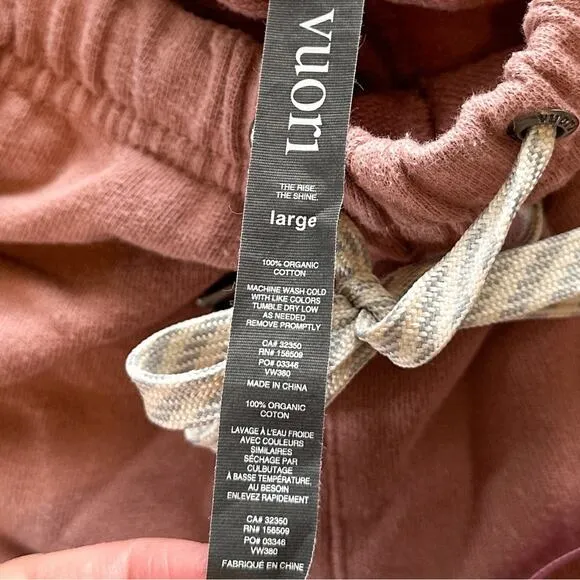 vuori
THE RISE.
THE SHINE.
large
100% ORGANIC
COTTON
MACHINE WASH COLD
WITH LIKE COLORS
TUMBLE DRY LOW
AS NEEDED
REMOVE PROMPTLY
CA# 32350
RN# 156509
PO# 03346
VW380
MADE IN CHINA
100% ORGANIC
COTON
LAVAGE À L'EAU FROIDE
AVEC COULEURS
SIMILAIRES
SÉCHAGE PAR
CULBUTAGE
À BASSE TEMPÉRATURE,
AU BESOIN
ENLEVEZ RAPIDEMENT
CA# 32350
RN# 156509
PO# 03346
VW380
FABRIQUÉ EN CHINE